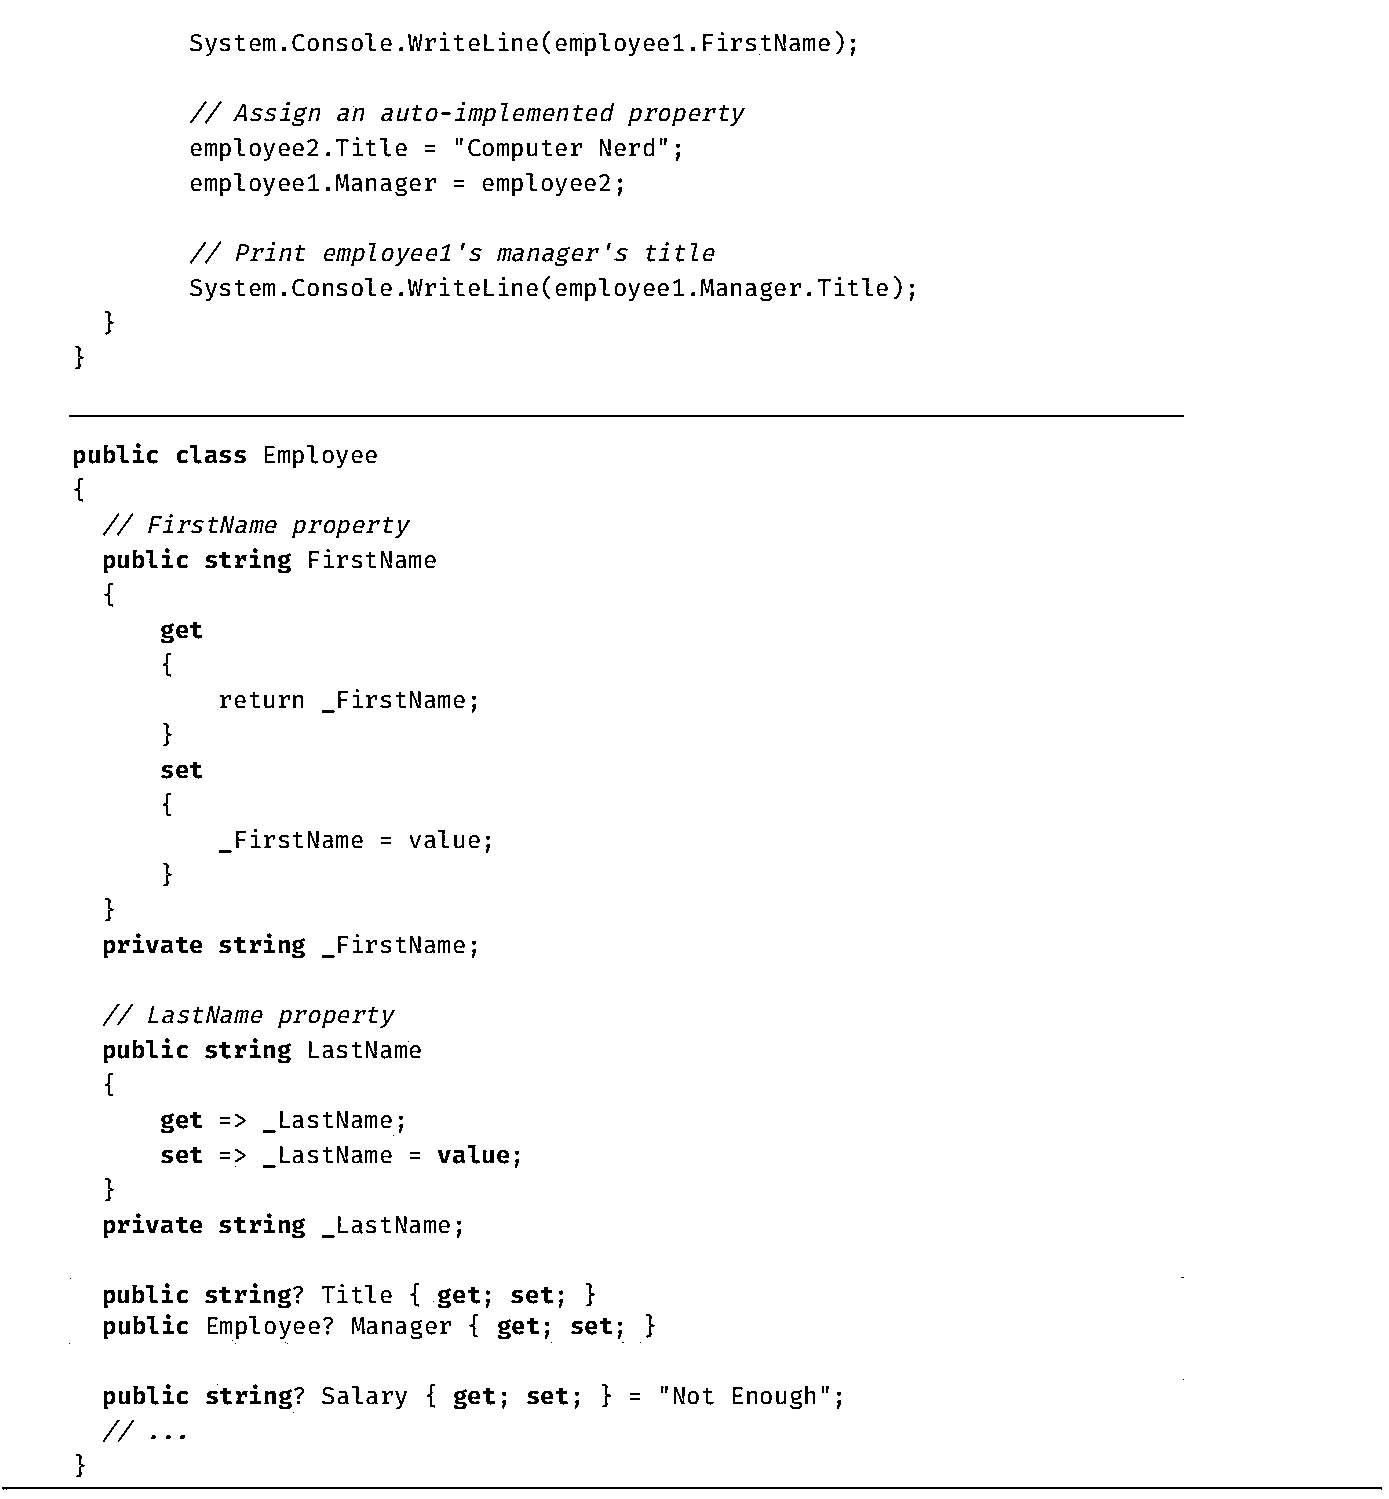 System.Console.WriteLine(employee1.FirstName);

        // Assign an auto-implemented property
        employee2.Title = "Computer Nerd";
        employee1.Manager = employee2;

        // Print employee1's manager's title
        System.Console.WriteLine(employee1.Manager.Title);
  }
}

public class Employee
{
  // FirstName property
  public string FirstName
  {
      get
      {
          return _FirstName;
      }
      set
      {
          _FirstName = value;
      }
  }
  private string _FirstName;

  // LastName property
  public string LastName
  {
      get => _LastName;
      set => _LastName = value;
  }
  private string _LastName;

  public string? Title { get; set; }
  public Employee? Manager { get; set; }

  public string? Salary { get; set; } = "Not Enough";
  // ...
}